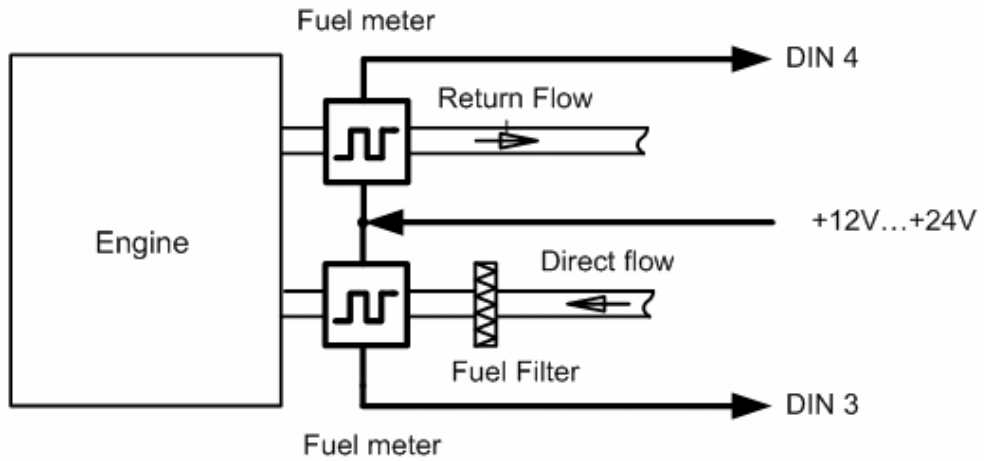 Fuel meter
DIN 4
Return Flow
+12V...+24V
Engine
Direct flow
Fuel Filter
DIN 3
Fuel meter